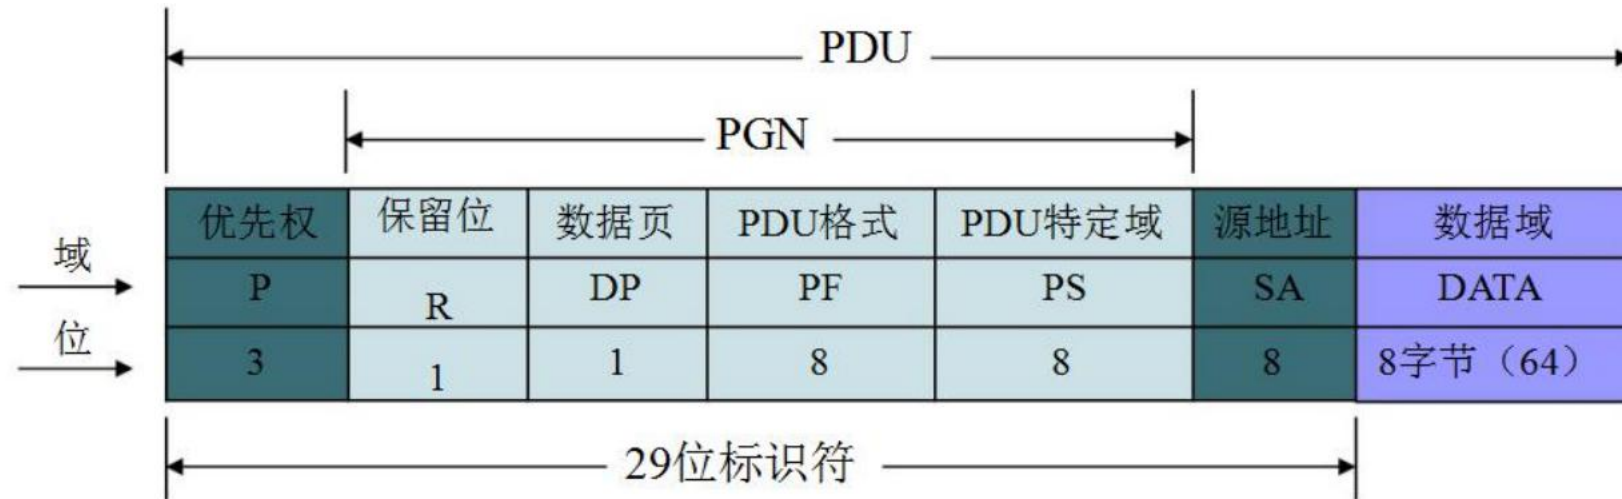 PDU
PGN
优先权 保留位 数据页 PDU格式 PDU特定域 源地址 数据域
域 P R DP PF PS SA DATA
位 3 1 1 8 8 8 8字节（64）
29位标识符